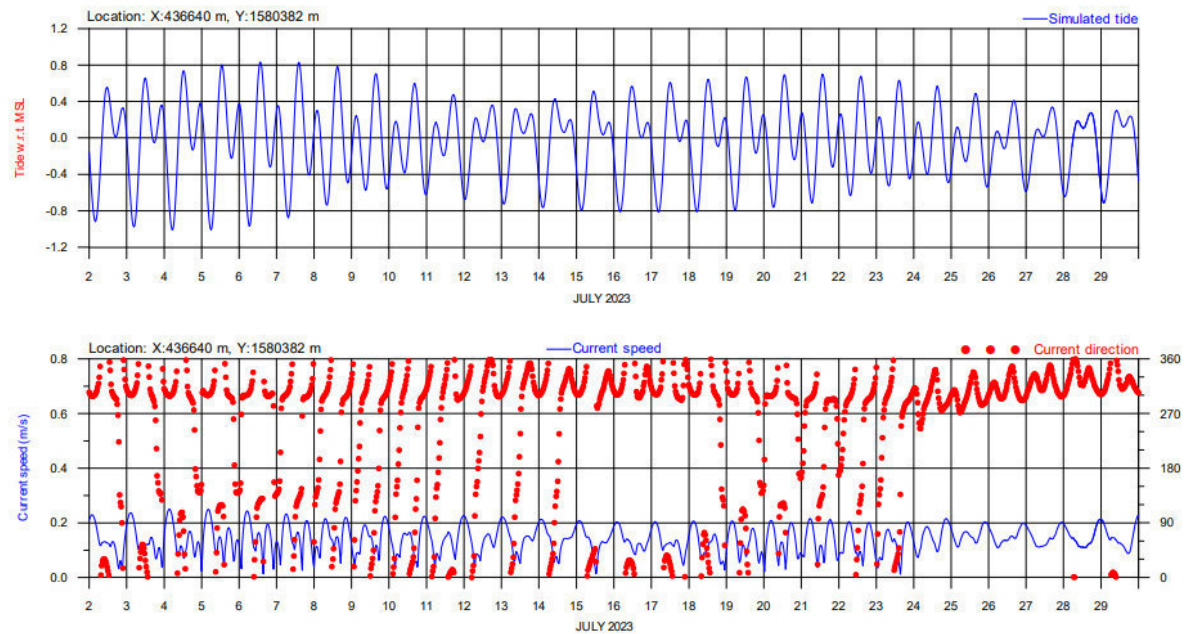 Location: X:436640 m, Y:1580382 m
Simulated tide
1.2
0.8
0.4
0.0
-0.4
-0.8
-1.2
Tide w.r.t. MSL
2 3 4 5 6 7 8 9 10 11 12 13 14 15 16 17 18 19 20 21 22 23 24 25 26 27 28 29
JULY 2023
Location: X:436640 m, Y:1580382 m
Current speed
Current direction
0.8
0.6
0.4
0.2
0.0
Current speed (m/s)
360
270
180
90
0
2 3 4 5 6 7 8 9 10 11 12 13 14 15 16 17 18 19 20 21 22 23 24 25 26 27 28 29
JULY 2023